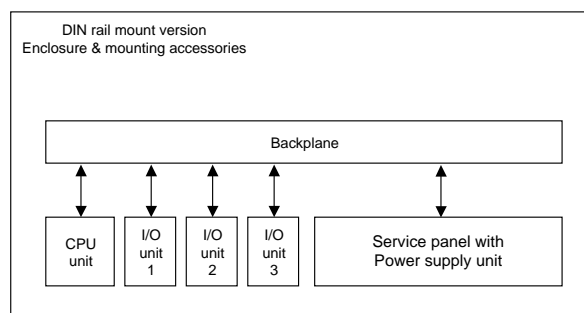 DIN rail mount version
Enclosure & mounting accessories
Backplane
CPU
unit
I/O
unit
1
I/O
unit
2
I/O
unit
3
Service panel with
Power supply unit